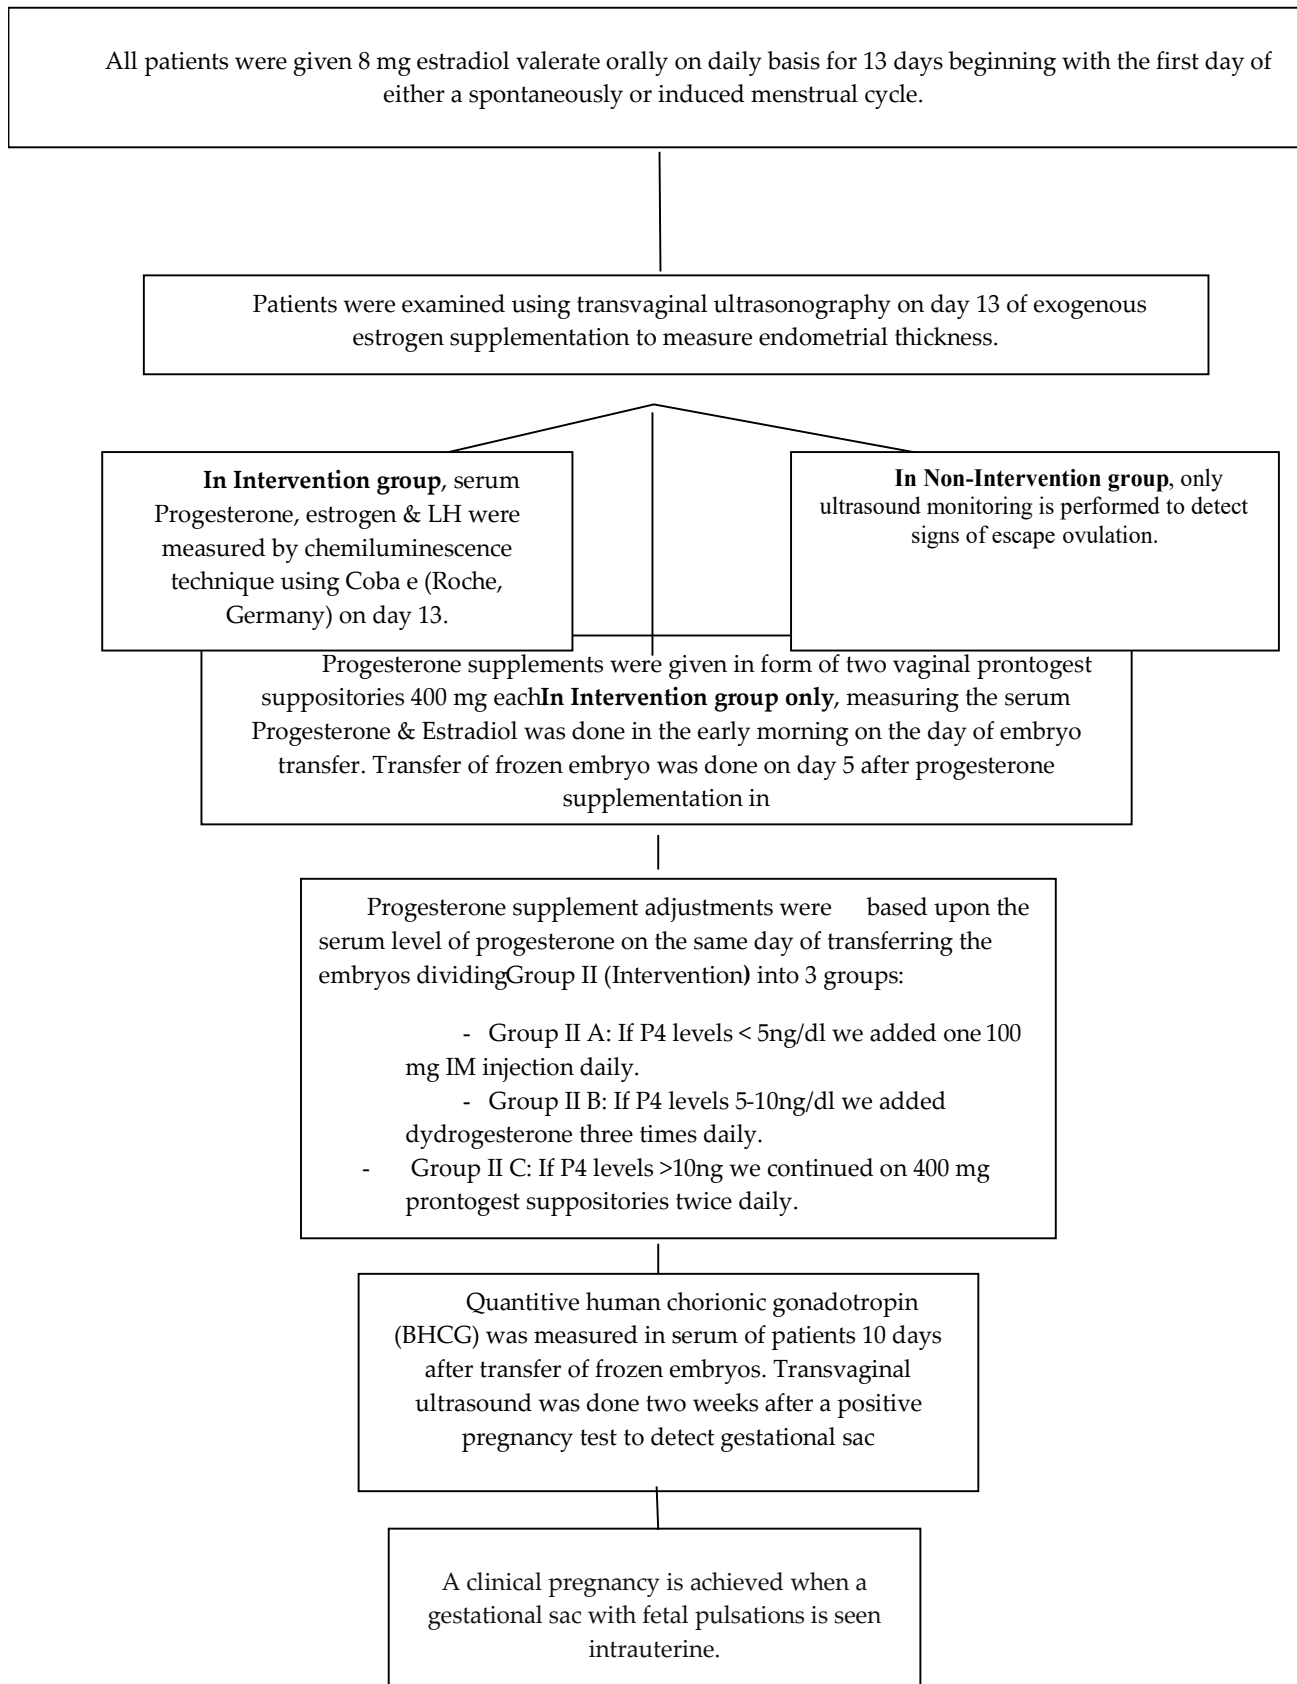 All patients were given 8 mg estradiol valerate orally on daily basis for 13 days beginning with the first day of
either a spontaneously or induced menstrual cycle.
Patients were examined using transvaginal ultrasonography on day 13 of exogenous
estrogen supplementation to measure endometrial thickness.
In Intervention group, serum
Progesterone, estrogen & LH were
measured by chemiluminescence
technique using Coba e (Roche,
Germany) on day 13.
In Non-Intervention group, only
ultrasound monitoring is performed to detect
signs of escape ovulation.
Progesterone supplements were given in form of two vaginal prontogest
suppositories 400 mg eachIn Intervention group only, measuring the serum
Progesterone & Estradiol was done in the early morning on the day of embryo
transfer. Transfer of frozen embryo was done on day 5 after progesterone
supplementation in
Progesterone supplement adjustments were based upon the
serum level of progesterone on the same day of transferring the
embryos dividingGroup II (Intervention) into 3 groups:
- Group II A: If P4 levels < 5ng/dl we added one 100
mg IM injection daily.
- Group II B: If P4 levels 5-10ng/dl we added
dydrogesterone three times daily.
- Group II C: If P4 levels >10ng we continued on 400 mg
prontogest suppositories twice daily.
Quantitive human chorionic gonadotropin
(BHCG) was measured in serum of patients 10 days
after transfer of frozen embryos. Transvaginal
ultrasound was done two weeks after a positive
pregnancy test to detect gestational sac
A clinical pregnancy is achieved when a
gestational sac with fetal pulsations is seen
intrauterine.